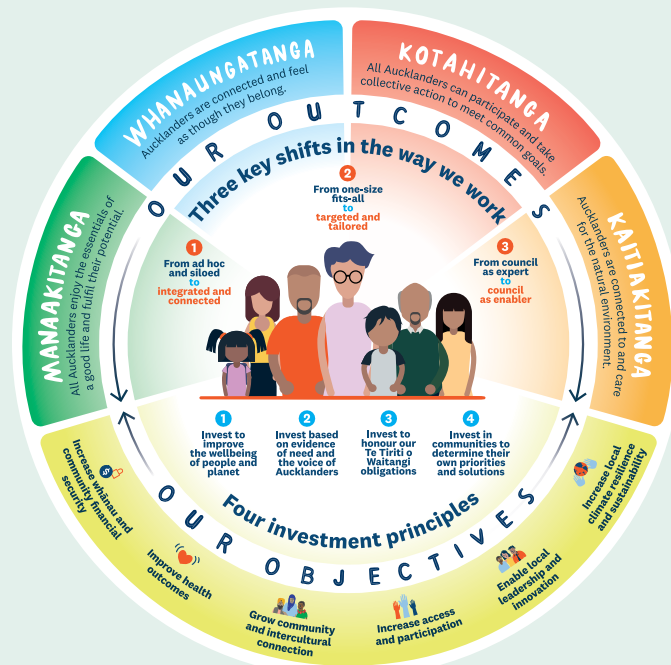 MANAAKITANGA
All Aucklanders enjoy the essentials of
a good life and fulfil their potential.
WHANAUNGATANGA
Aucklanders are connected and feel
as though they belong.
KOTAHITANGA
All Aucklanders can participate and take
collective action to meet common goals.
KAITIAKITANGA
Aucklanders are connected to and care
for the natural environment.
OUR OUTCOMES
Three key shifts in the way we work
1
From ad hoc
and siloed
to
integrated and
connected
2
From one-size
fits-all
to
targeted and
tailored
3
From council
as expert
to
council
as enabler
1
Invest to
improve
the wellbeing
of people and
planet
2
Invest based
on evidence
of need and
the voice of
Aucklanders
3
Invest to
honour our
Te Tiriti o
Waitangi
obligations
4
Invest in
communities to
determine their
own priorities
and solutions
Four investment principles
OUR OBJECTIVES
$
Increase whānau and
community financial
security
Improve health
outcomes
Grow community
and intercultural
connection
Increase access
and participation
Enable local
leadership and
innovation
Increase local
climate resilience
and sustainability